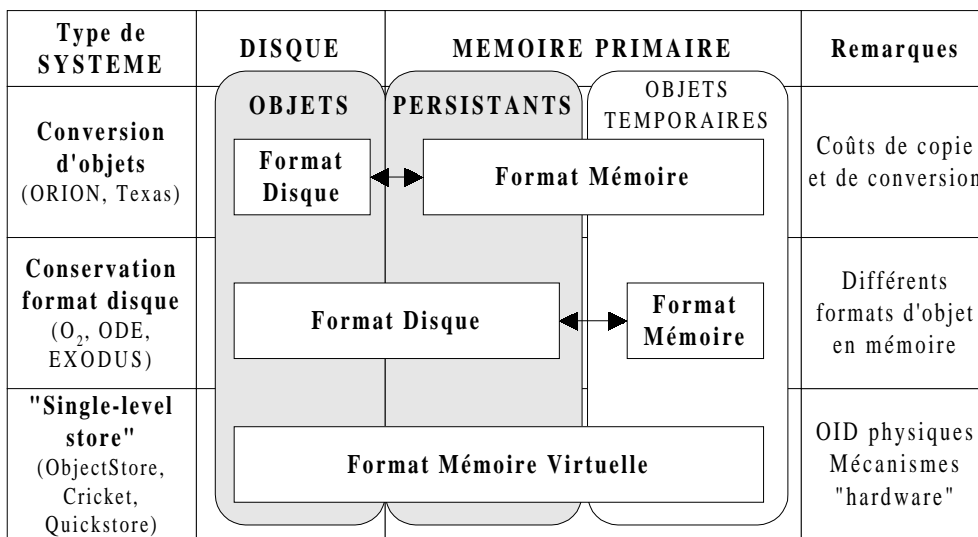 Type de
SYSTEME
DISQUE
MEMOIRE PRIMAIRE
Remarques
OBJETS
PERSISTANTS
OBJETS
TEMPORAIRES
Conversion
d'objets
(ORION, Texas)
Format
Disque
Format Mémoire
Coûts de copie
et de conversion
Conservation
format disque
(O₂, ODE,
EXODUS)
Format Disque
Format
Mémoire
Différents
formats d'objet
en mémoire
"Single-level
store"
(ObjectStore,
Cricket,
Quickstore)
Format Mémoire Virtuelle
OID physiques
Mécanismes
"hardware"